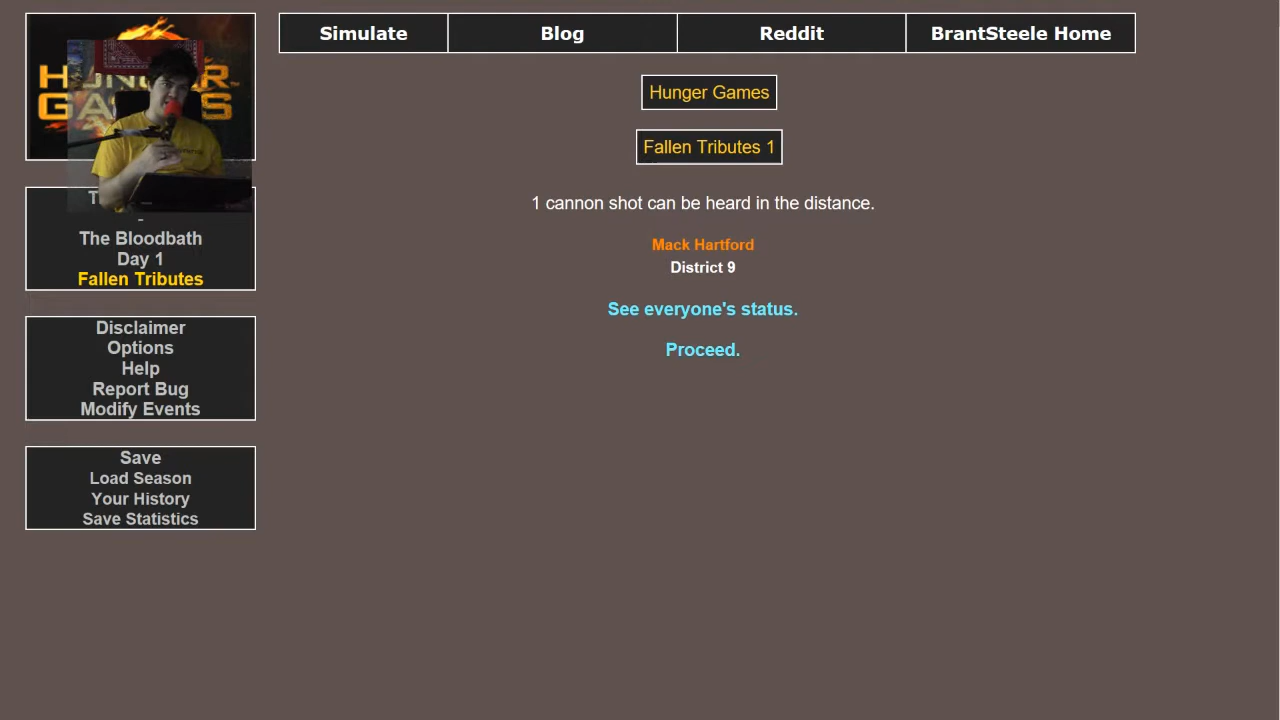 Simulate
Blog
Reddit
BrantSteele Home
Hunger Games
Fallen Tributes 1
1 cannon shot can be heard in the distance.
Mack Hartford
District 9
See everyone's status.
Proceed.
-
The Bloodbath
Day 1
Fallen Tributes
Disclaimer
Options
Help
Report Bug
Modify Events
Save
Load Season
Your History
Save Statistics